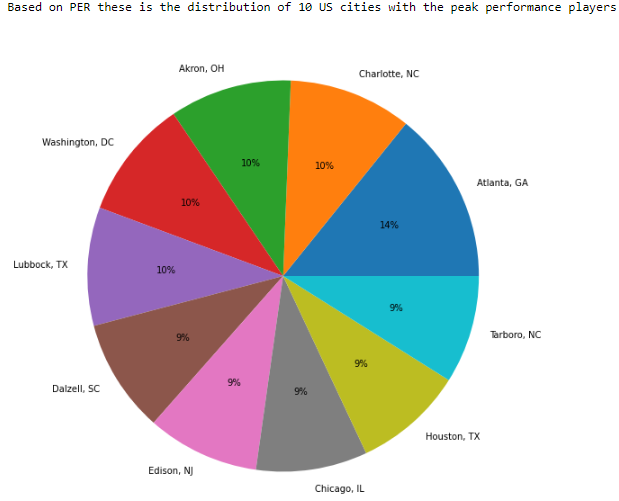 Based on PER these is the distribution of 10 US cities with the peak performance players
Akron, OH
Charlotte, NC
Washington, DC
Atlanta, GA
10%
10%
10%
14%
Lubbock, TX
10%
9%
Tarboro, NC
9%
9%
Dalzell, SC
9%
9%
Houston, TX
Edison, NJ
Chicago, IL